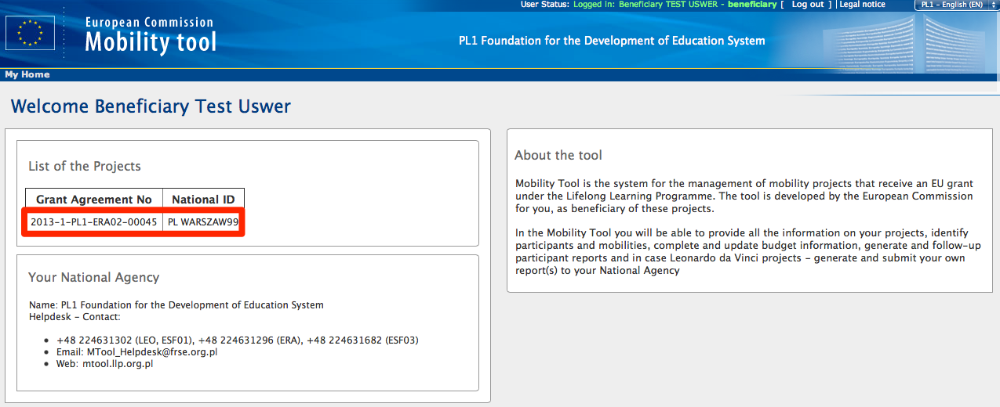 User Status: Logged in: Beneficiary TEST USWER - beneficiary [ Log out ] | Legal notice
PL1 - English (EN)
European Commission
Mobility tool
PL1 Foundation for the Development of Education System
My Home
Welcome Beneficiary Test Uswer
List of the Projects
Grant Agreement No National ID
2013-1-PL1-ERA02-00045 PL WARSZAW99
Your National Agency
Name: PL1 Foundation for the Development of Education System
Helpdesk - Contact:
• +48 224631302 (LEO, ESF01), +48 224631296 (ERA), +48 224631682 (ESF03)
• Email: MTool_Helpdesk@frse.org.pl
• Web: mtool.llp.org.pl
About the tool
Mobility Tool is the system for the management of mobility projects that receive an EU grant
under the Lifelong Learning Programme. The tool is developed by the European Commission
for you, as beneficiary of these projects.
In the Mobility Tool you will be able to provide all the information on your projects, identify
participants and mobilities, complete and update budget information, generate and follow-up
participant reports and in case Leonardo da Vinci projects - generate and submit your own
report(s) to your National Agency